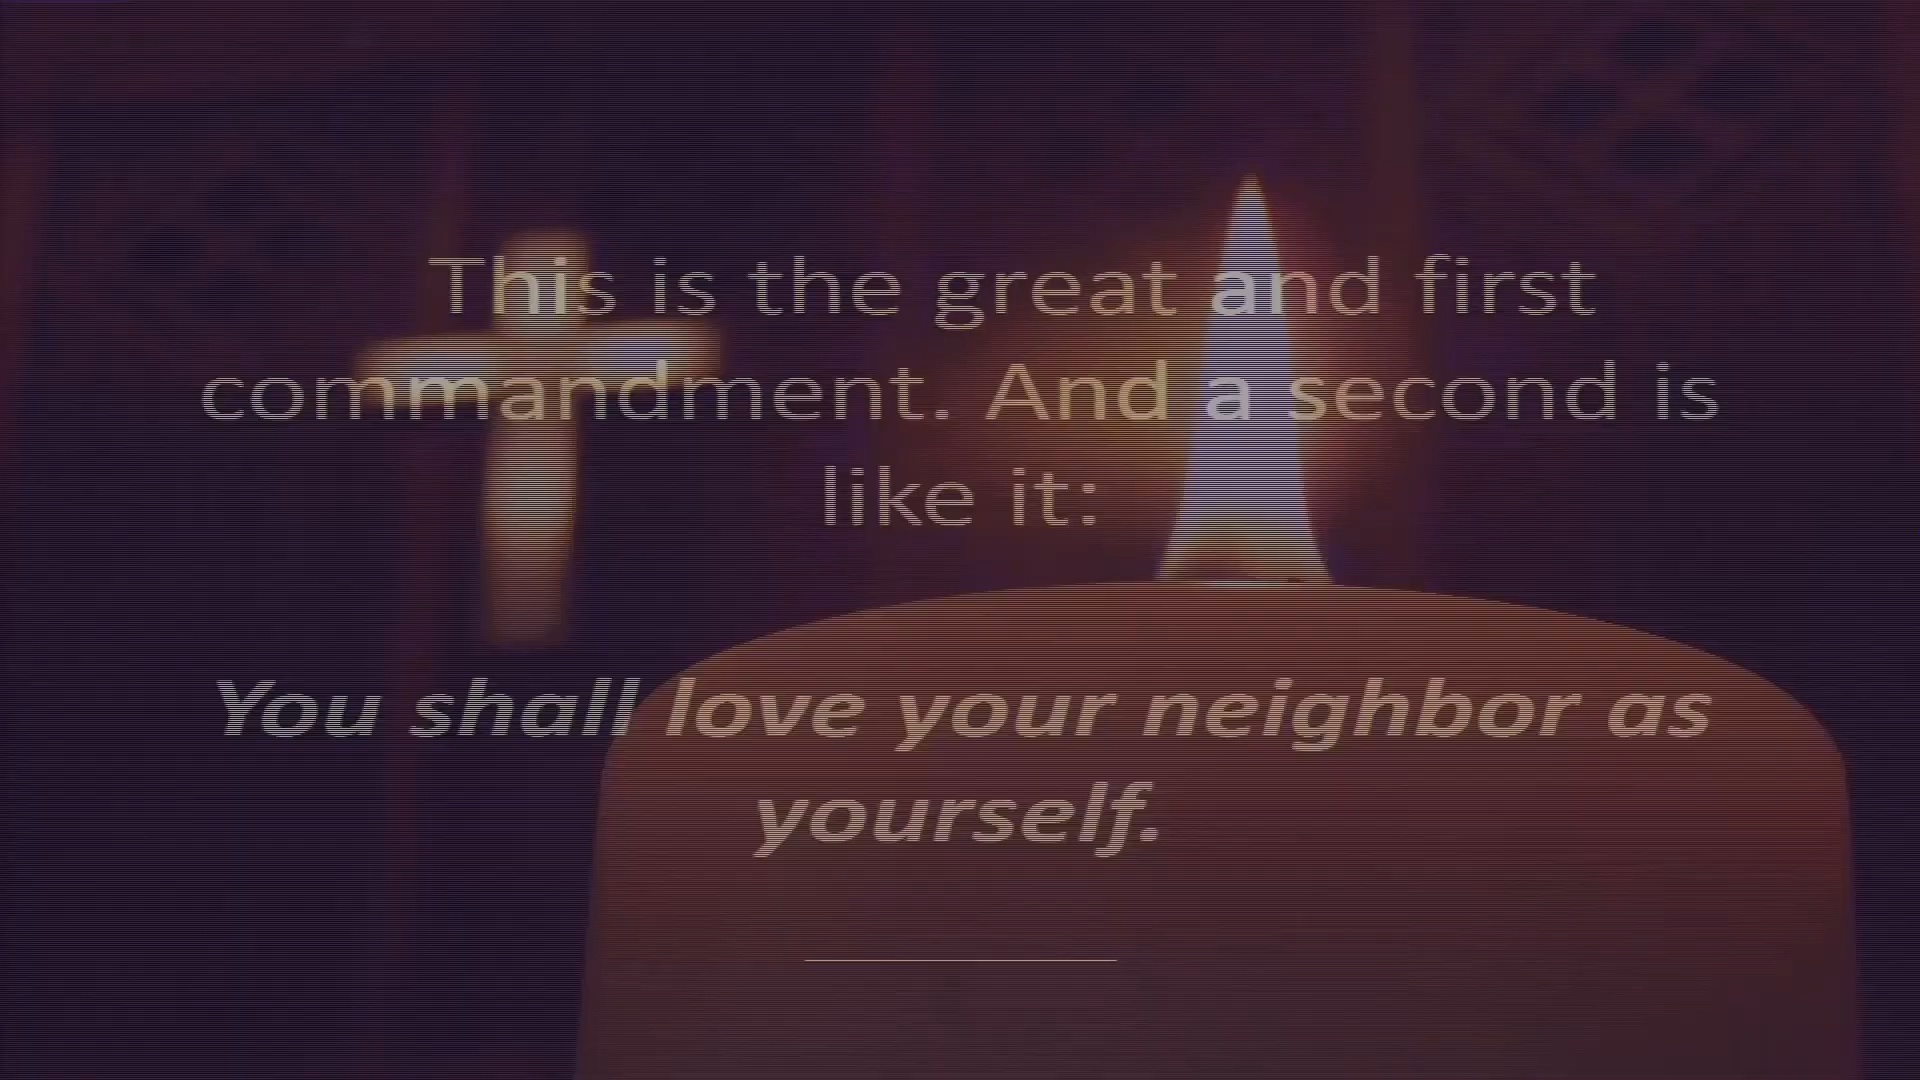 This is the great and first
commandment. And a second is
like it:
You shall love your neighbor as
yourself.